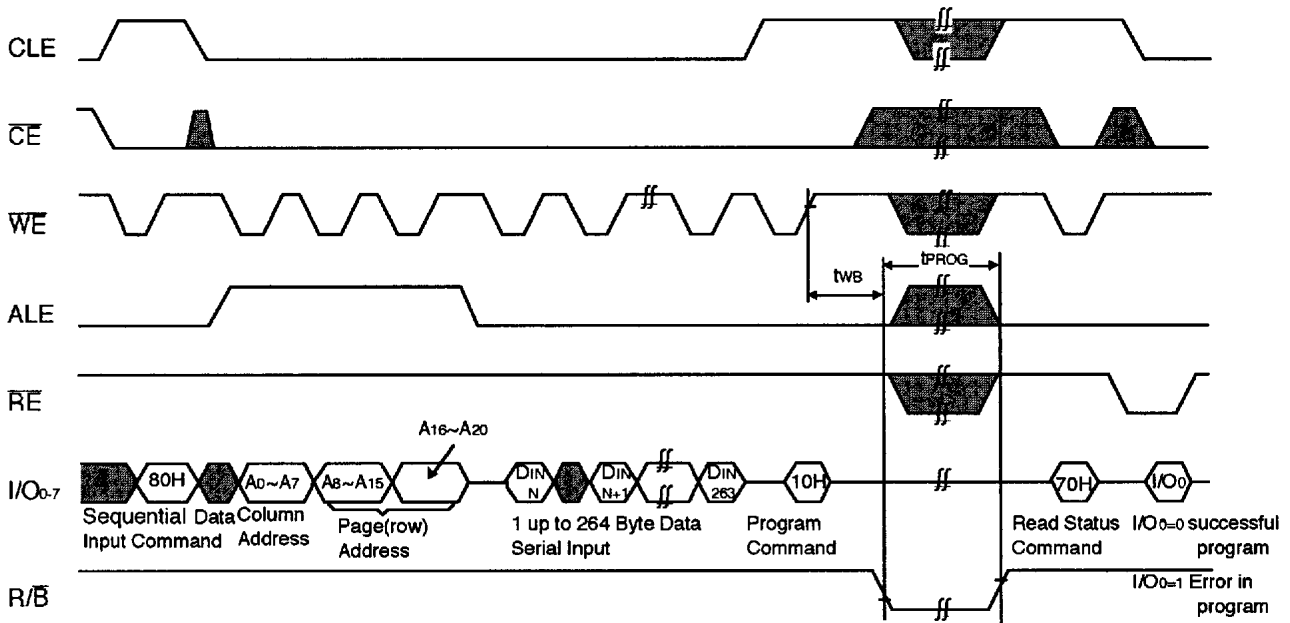 CLE
CE
WE
tWB
tPROG
ALE
RE
A16~A20
I/O0-7
80H
A0~A7
A8~A15
DIN N
DIN N+1
DIN 263
10H
70H
I/O0
Sequential Data
Input Command
Column
Address
Page(row)
Address
1 up to 264 Byte Data
Serial Input
Program
Command
Read Status
Command
I/O0=0 successful
program
I/O0=1 Error in
program
R/B